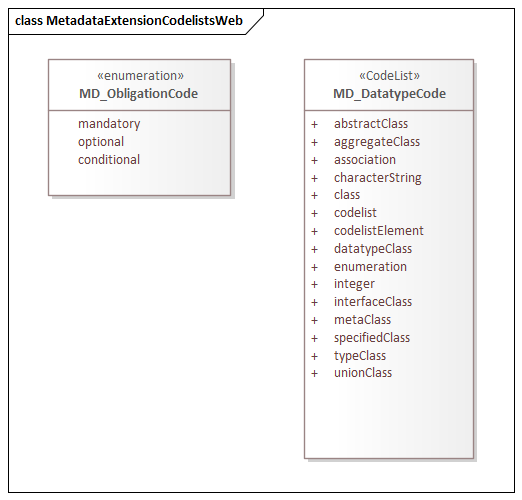 class MetadataExtensionCodelistsWeb
«enumeration»
MD_ObligationCode
mandatory
optional
conditional
«CodeList»
MD_DatatypeCode
+ abstractClass
+ aggregateClass
+ association
+ characterString
+ class
+ codelist
+ codelistElement
+ datatypeClass
+ enumeration
+ integer
+ interfaceClass
+ metaClass
+ specifiedClass
+ typeClass
+ unionClass